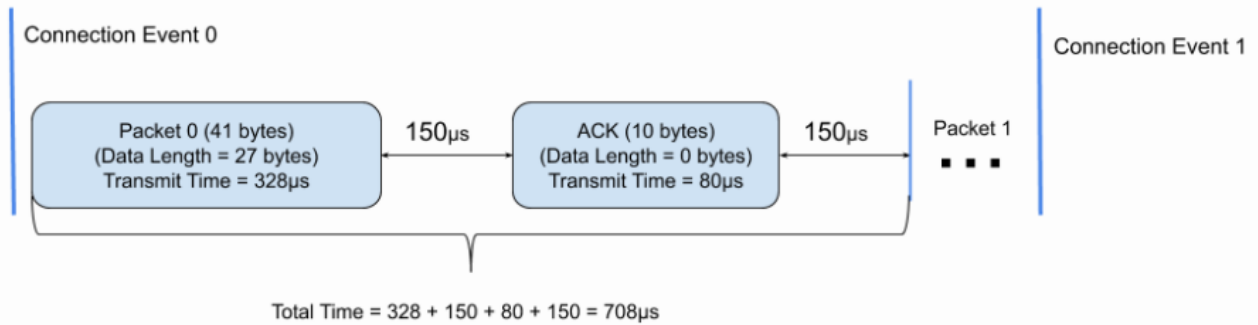 Connection Event 0
Connection Event 1
Packet 0 (41 bytes)
(Data Length = 27 bytes)
Transmit Time = 328µs
150µs
ACK (10 bytes)
(Data Length = 0 bytes)
Transmit Time = 80µs
150µs
Packet 1
Total Time = 328 + 150 + 80 + 150 = 708µs